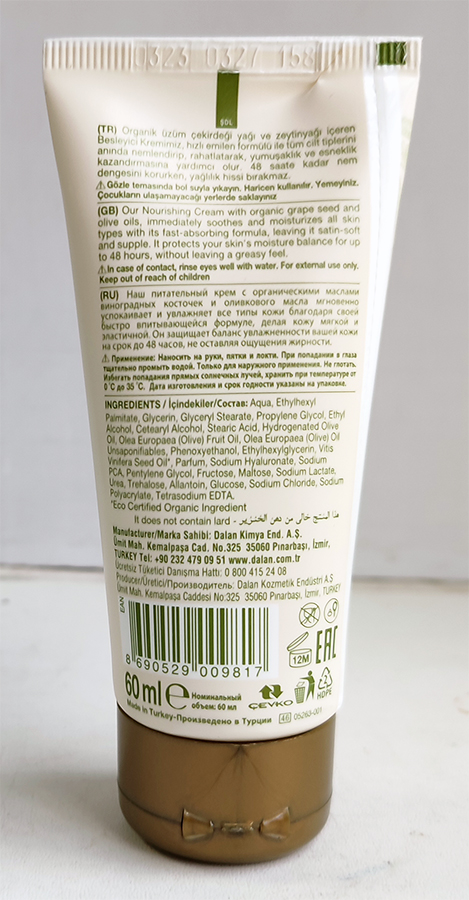 0323 0327 158
ŞÖL
(TR) Organik üzüm çekirdeği yağı ve zeytinyağı içeren
Besleyici Kremimiz, hızlı emilen formülü ile tüm cilt tiplerini
anında nemlendirip, rahatlatarak, yumuşaklık ve esneklik
kazandırmasına yardımcı olur. 48 saate kadar nem
dengesini korurken, yağlılık hissi bırakmaz.
⚠ Gözle temasında bol suyla yıkayın. Haricen kullanılır. Yemeyiniz.
Çocukların ulaşamayacağı yerlerde saklayınız
(GB) Our Nourishing Cream with organic grape seed and
olive oils, immediately soothes and moisturizes all skin
types with its fast-absorbing formula, leaving it satin-soft
and supple. It protects your skin's moisture balance for up
to 48 hours, without leaving a greasy feel.
⚠ In case of contact, rinse eyes well with water. For external use only.
Keep out of reach of children
(RU) Наш питательный крем с органическими маслами
виноградных косточек и оливкового масла мгновенно
успокаивает и увлажняет все типы кожи благодаря своей
быстро впитывающейся формуле, делая кожу мягкой и
эластичной. Он защищает баланс увлажненности вашей кожи
на срок до 48 часов, не оставляя ощущения жирности.
⚠ Применение: Наносить на руки, пятки и локти. При попадании в глаза
тщательно промыть водой. Только для наружного применения. Не глотать.
Избегать попадания прямых солнечных лучей, хранить при температуре от
0 °C до 35 °C. Дата изготовления и срок годности указаны на упаковке.
INGREDIENTS / İçindekiler/Состав: Aqua, Ethylhexyl
Palmitate, Glycerin, Glyceryl Stearate, Propylene Glycol, Ethyl
Alcohol, Cetearyl Alcohol, Stearic Acid, Hydrogenated Olive
Oil, Olea Europaea (Olive) Fruit Oil, Olea Europaea (Olive) Oil
Unsaponifiables, Phenoxyethanol, Ethylhexylglycerin, Vitis
Vinifera Seed Oil*, Parfum, Sodium Hyaluronate, Sodium
PCA, Pentylene Glycol, Fructose, Maltose, Sodium Lactate,
Urea, Trehalose, Allantoin, Glucose, Sodium Chloride, Sodium
Polyacrylate, Tetrasodium EDTA.
*Eco Certified Organic Ingredient
It does not contain lard - هذا المنتج خالى من دهن الخنزير
Manufacturer/Marka Sahibi: Dalan Kimya End. A.Ş.
Ümit Mah. Kemalpaşa Cad. No.325 35060 Pınarbaşı, İzmir,
TURKEY Tel: +90 232 479 09 51 www.dalan.com.tr
Ücretsiz Tüketici Danışma Hattı: 0 800 415 24 08
Producer/Üretici/Производитель: Dalan Kozmetik Endüstri A.Ş
Ümit Mah. Kemalpaşa Caddesi No:325 35060 Pınarbaşı, İzmir, TURKEY
EAN
8 690529 009817
12M
EAC
60 ml e Номинальный
объем: 60 мл
ÇEVKO
2
HDPE
Made in Turkey-Произведено в Турции
46 05263-001